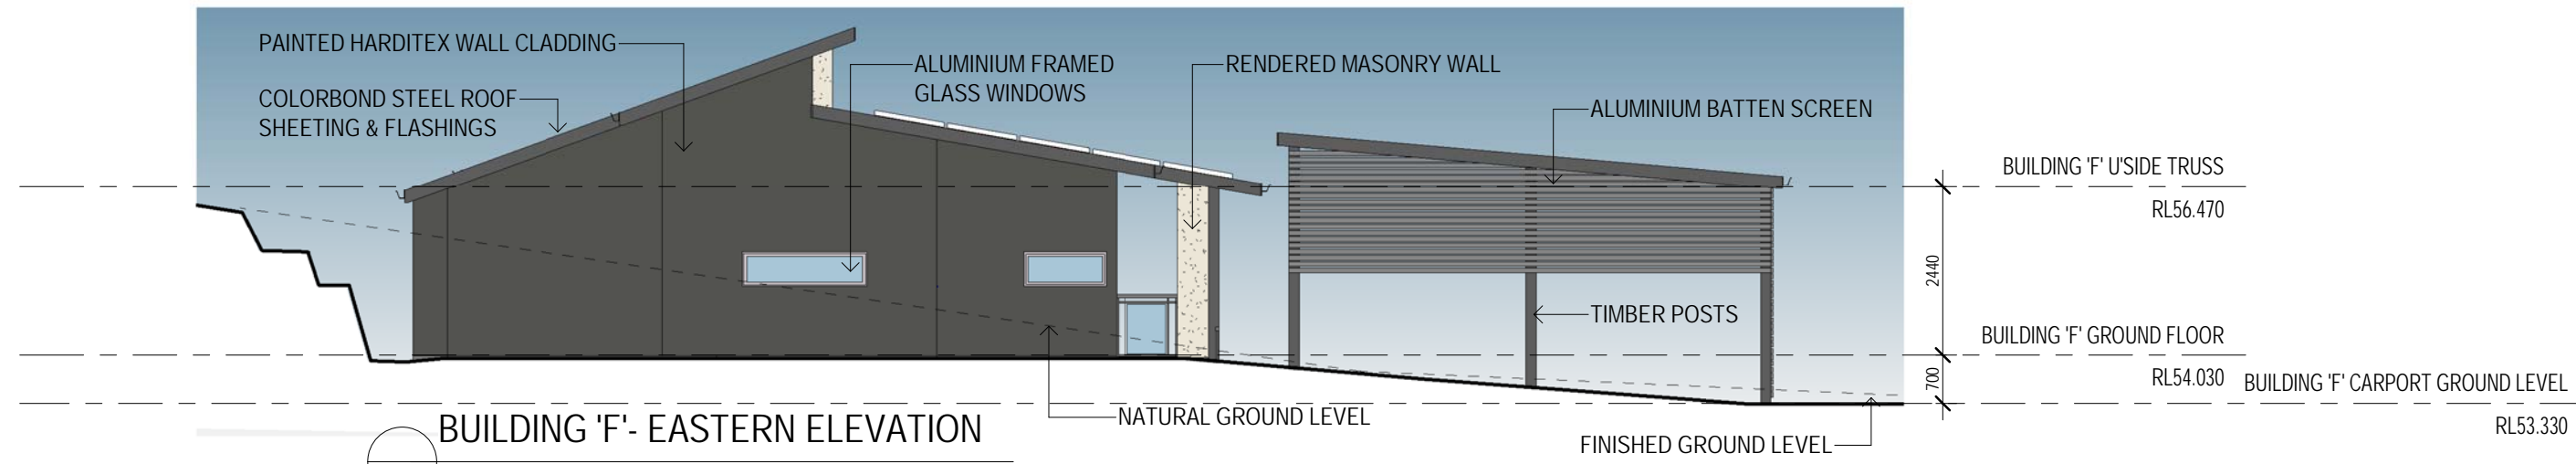 PAINTED HARDITEX WALL CLADDING
COLORBOND STEEL ROOF
SHEETING & FLASHINGS
ALUMINIUM FRAMED
GLASS WINDOWS
RENDERED MASONRY WALL
ALUMINIUM BATTEN SCREEN
BUILDING 'F' U'SIDE TRUSS
RL56.470
2440
TIMBER POSTS
BUILDING 'F' GROUND FLOOR
RL54.030
700
BUILDING 'F' CARPORT GROUND LEVEL
RL53.330
NATURAL GROUND LEVEL
FINISHED GROUND LEVEL
BUILDING 'F'- EASTERN ELEVATION